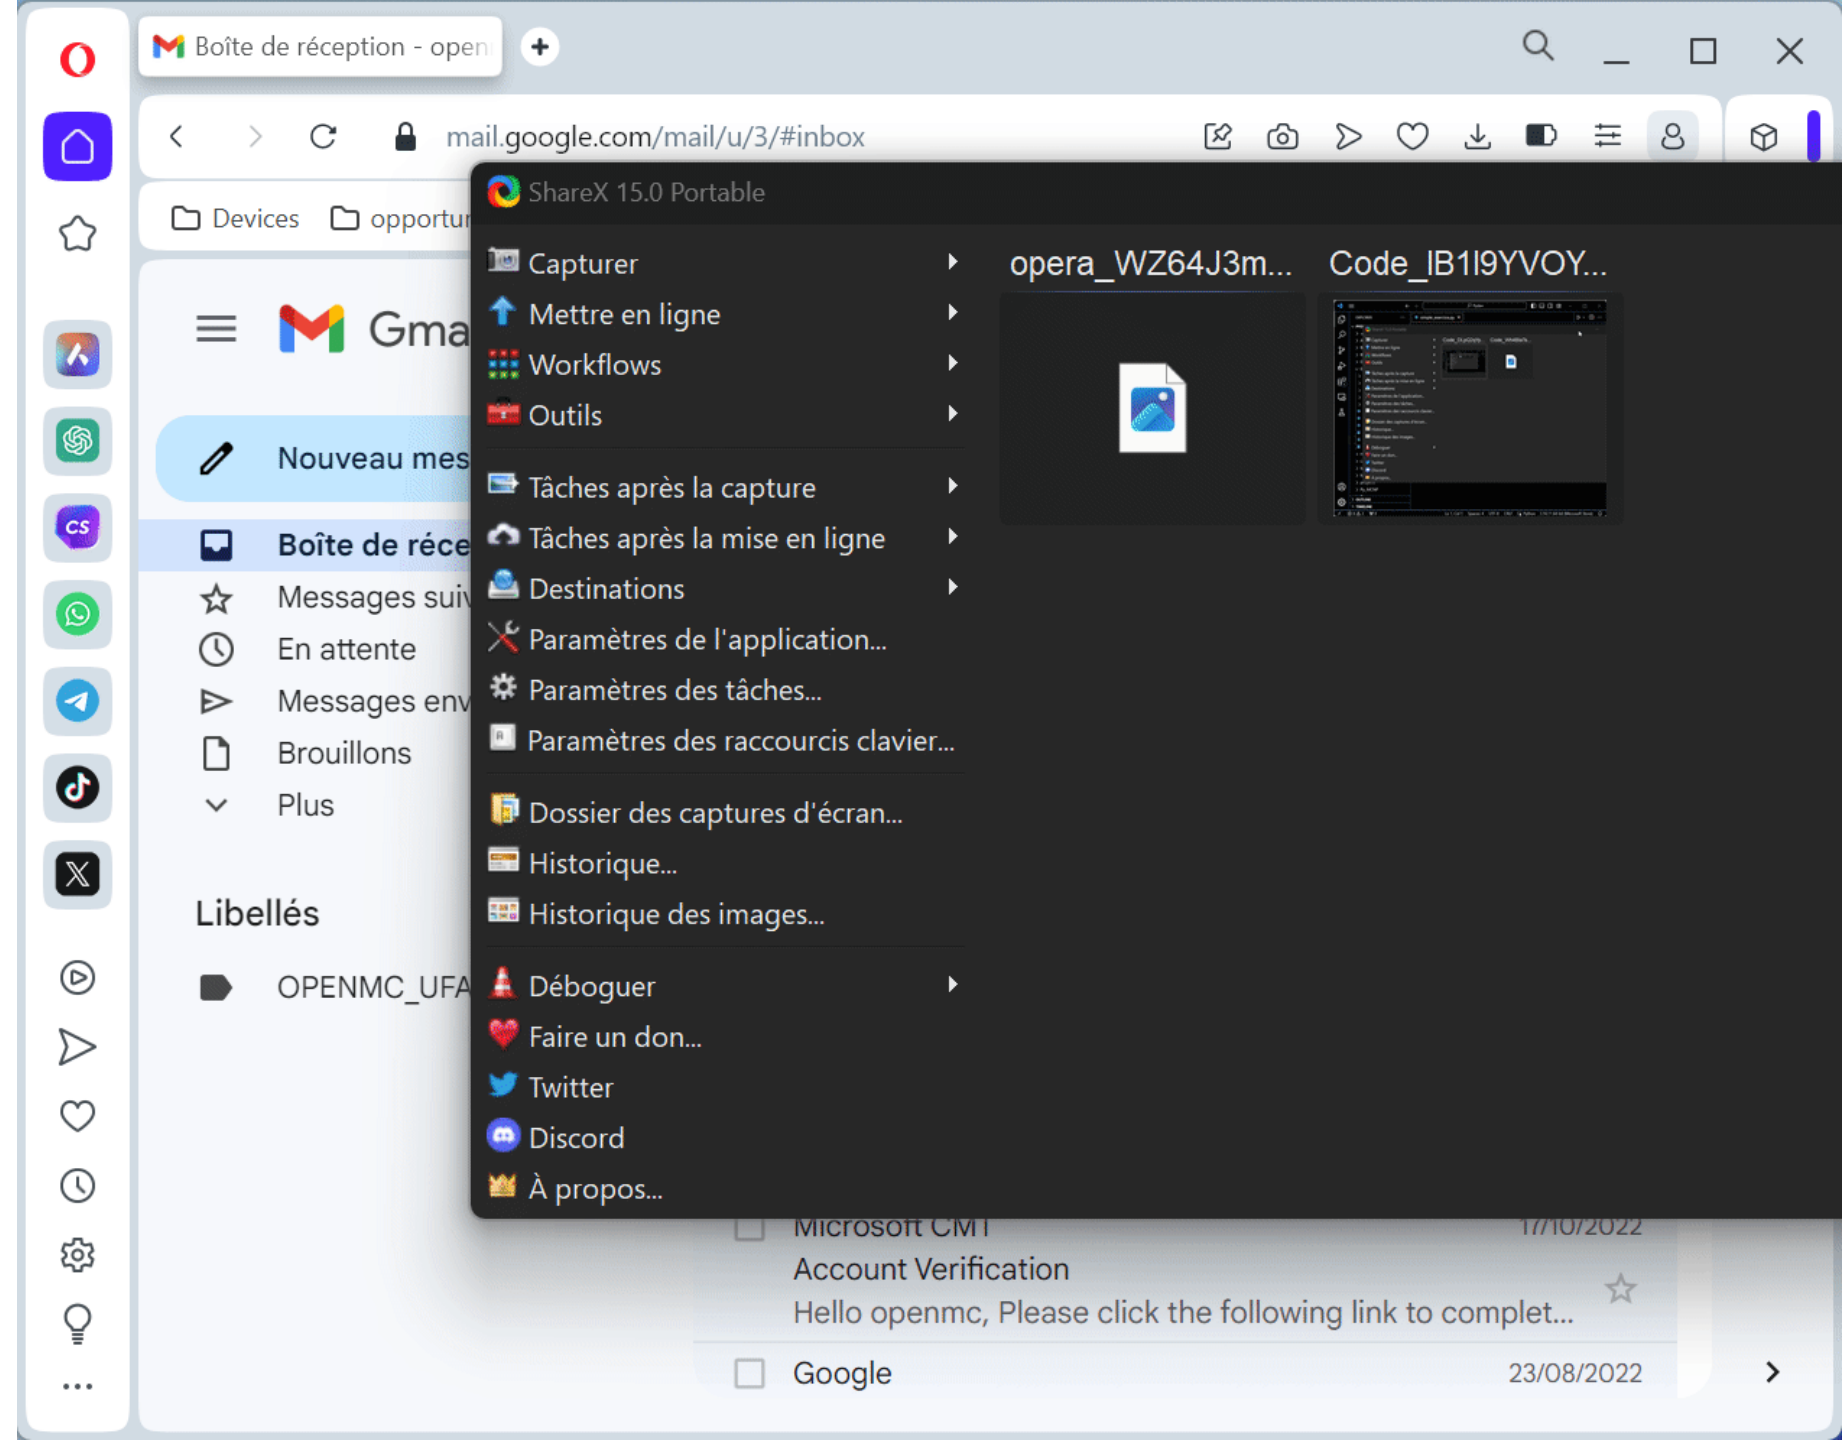 Boîte de réception - open
mail.google.com/mail/u/3/#inbox
Devices
opportun
Gma
Nouveau mes
Boîte de réce
Messages suiv
En attente
Messages env
Brouillons
Plus
Libellés
OPENMC_UFA
CS
ShareX 15.0 Portable
Capturer
Mettre en ligne
Workflows
Outils
Tâches après la capture
Tâches après la mise en ligne
Destinations
Paramètres de l'application...
Paramètres des tâches...
Paramètres des raccourcis clavier...
Dossier des captures d'écran...
Historique...
Historique des images...
Déboguer
Faire un don...
Twitter
Discord
À propos...
opera_WZ64J3m...
Code_lB1I9YVOY...
Microsoft CMT
17/10/2022
Account Verification
Hello openmc, Please click the following link to complet...
Google
23/08/2022